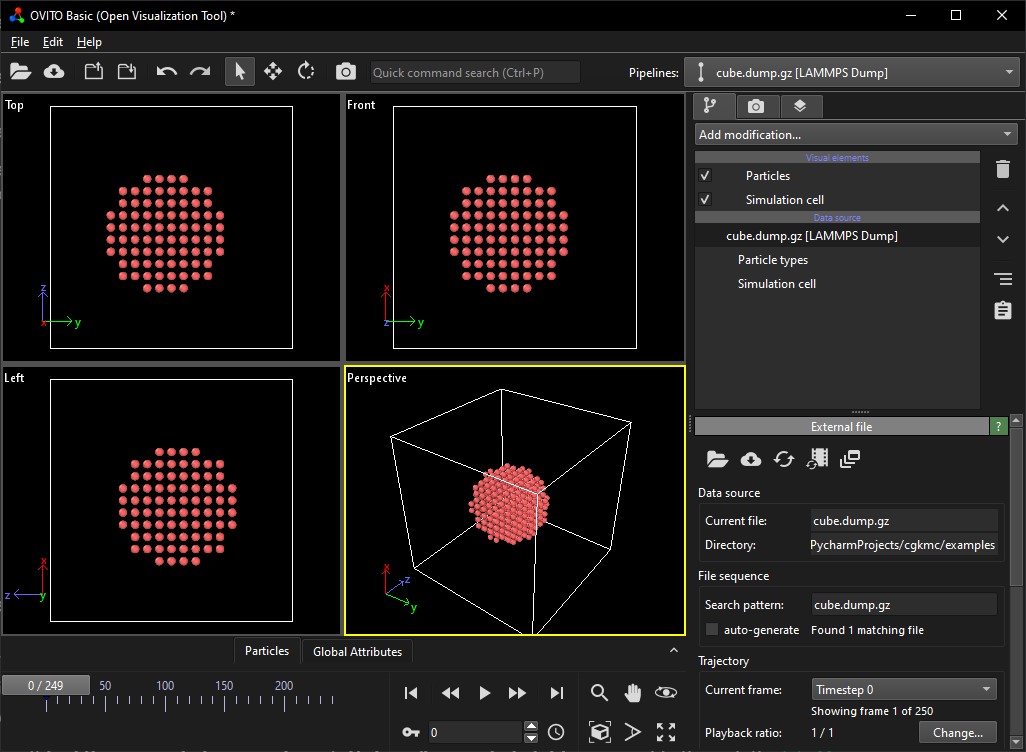 OVITO Basic (Open Visualization Tool) *
File Edit Help
Quick command search (Ctrl+P)
Pipelines:
cube.dump.gz [LAMMPS Dump]
Top
z
x
y
Front
x
z
y
Left
x
z
y
Perspective
x
z
y
Add modification...
Visual elements
Particles
Simulation cell
Data source
cube.dump.gz [LAMMPS Dump]
Particle types
Simulation cell
External file
?
Data source
Current file: cube.dump.gz
Directory: PycharmProjects/cgkmc/examples
File sequence
Search pattern: cube.dump.gz
auto-generate Found 1 matching file
Trajectory
Current frame: Timestep 0
Showing frame 1 of 250
Playback ratio: 1 / 1 Change...
Particles Global Attributes
0 / 249 50 100 150 200
0